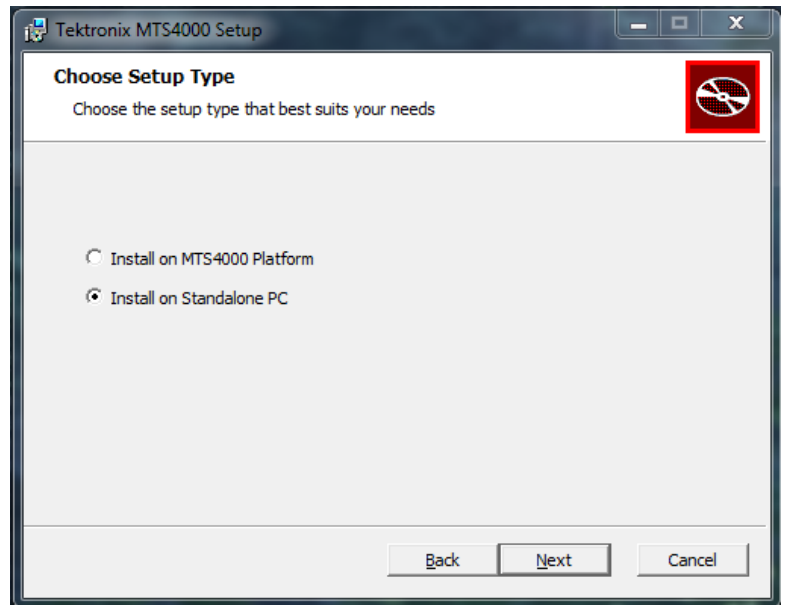 Tektronix MTS4000 Setup
Choose Setup Type
Choose the setup type that best suits your needs
Install on MTS4000 Platform
Install on Standalone PC
Back Next Cancel